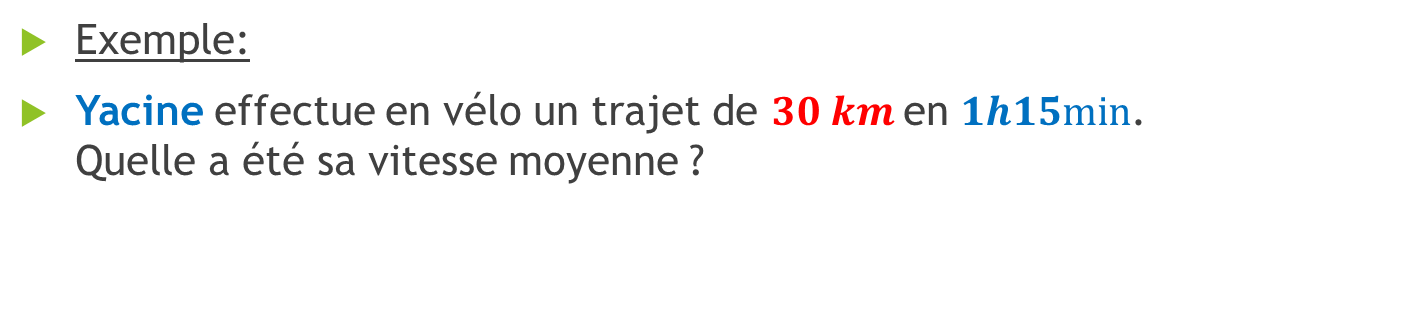 Exemple:
Yacine effectue en vélo un trajet de 30 km en 1h15min.
Quelle a été sa vitesse moyenne ?